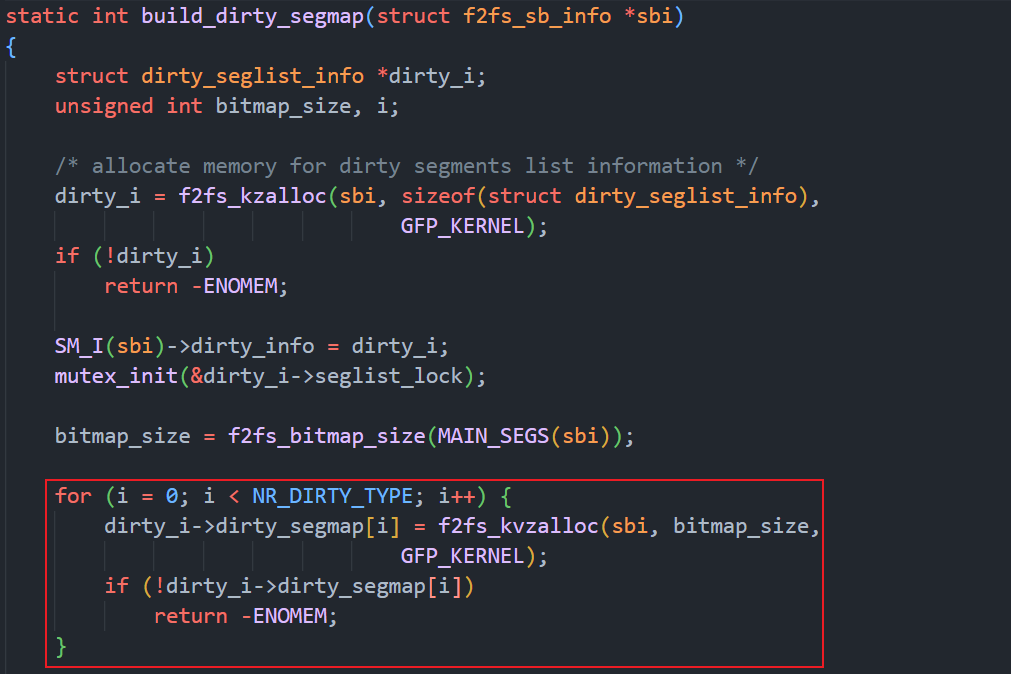 static int build_dirty_segmap(struct f2fs_sb_info *sbi)
{
    struct dirty_seglist_info *dirty_i;
    unsigned int bitmap_size, i;

    /* allocate memory for dirty segments list information */
    dirty_i = f2fs_kzalloc(sbi, sizeof(struct dirty_seglist_info),
                                GFP_KERNEL);
    if (!dirty_i)
        return -ENOMEM;

    SM_I(sbi)->dirty_info = dirty_i;
    mutex_init(&dirty_i->seglist_lock);

    bitmap_size = f2fs_bitmap_size(MAIN_SEGS(sbi));

    for (i = 0; i < NR_DIRTY_TYPE; i++) {
        dirty_i->dirty_segmap[i] = f2fs_kvzalloc(sbi, bitmap_size,
                                GFP_KERNEL);
        if (!dirty_i->dirty_segmap[i])
            return -ENOMEM;
    }